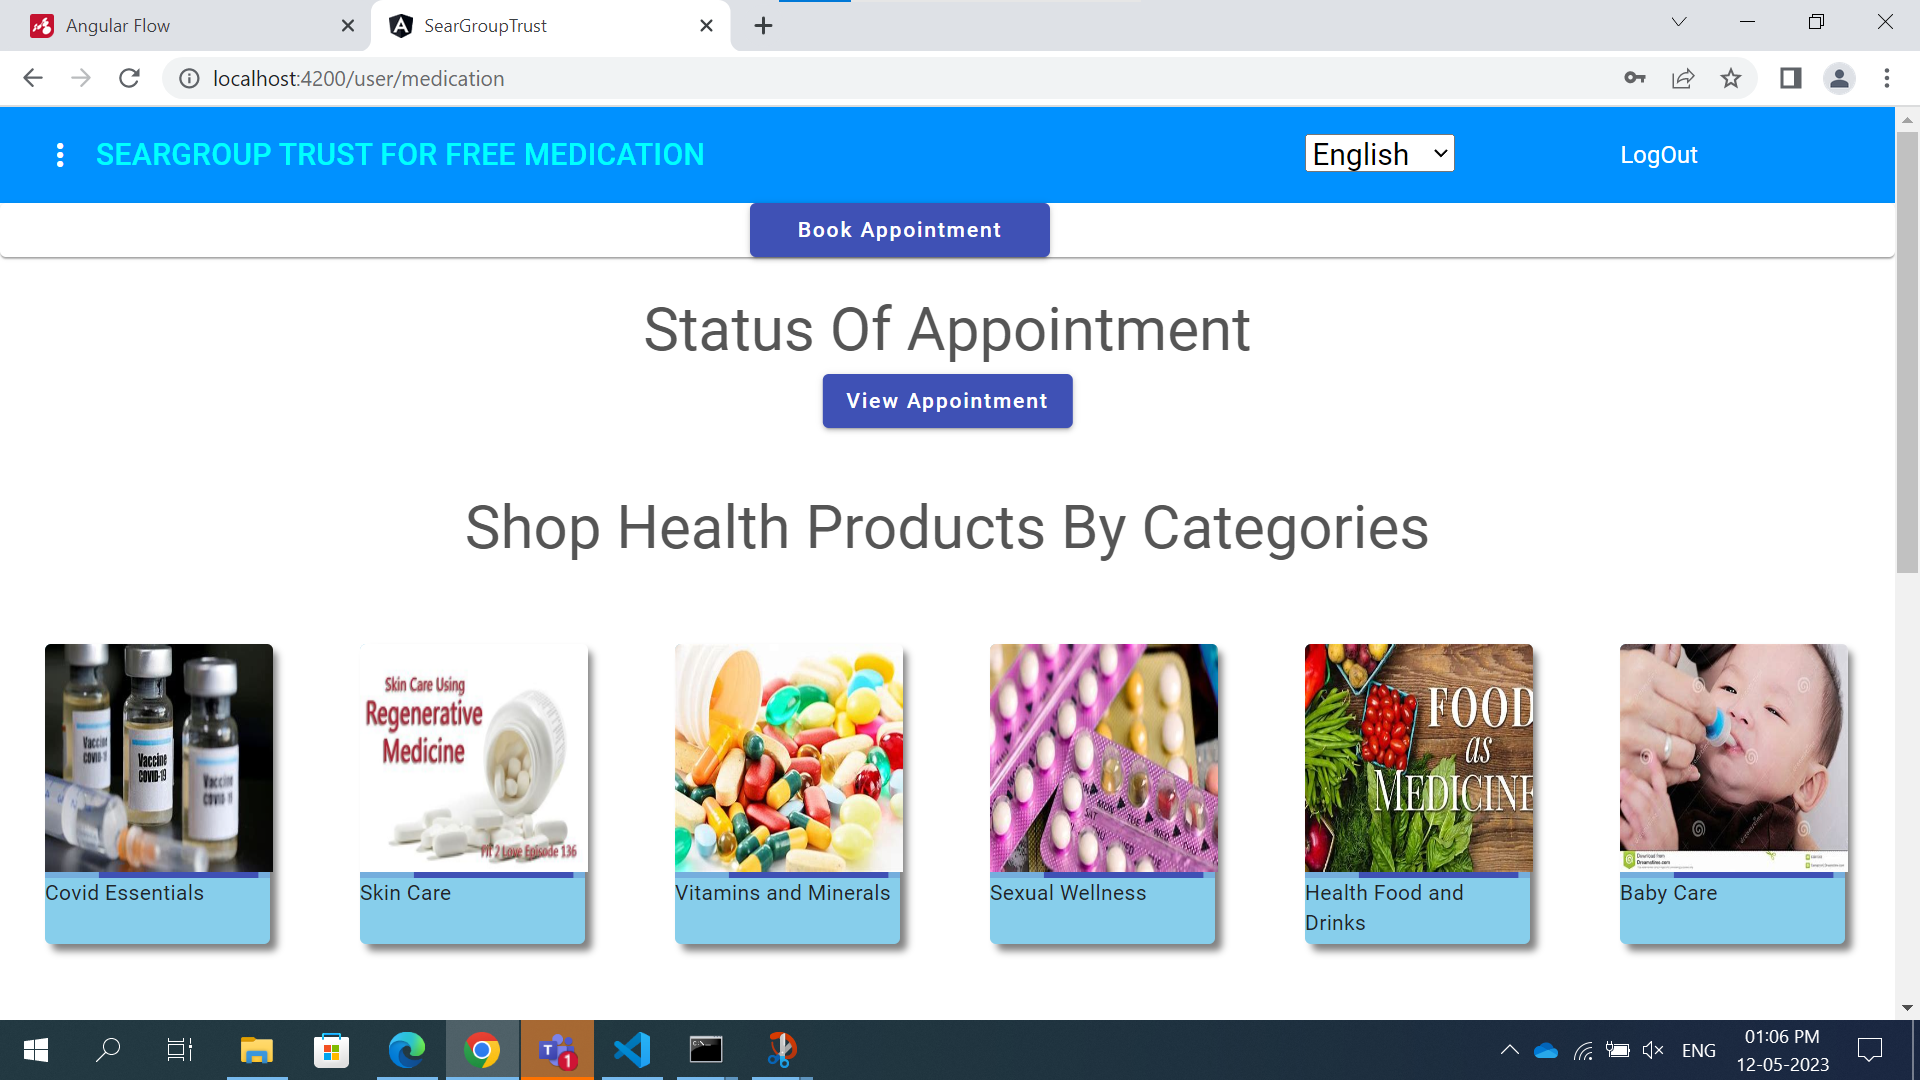 Angular Flow
SearGroupTrust
localhost:4200/user/medication
SEARGROUP TRUST FOR FREE MEDICATION
English
LogOut
Book Appointment
Status Of Appointment
View Appointment
Shop Health Products By Categories
Vaccine
COVID-19
Vaccine
COVID-19
Vaccine
COVID-19
Skin Care Using
Regenerative
Medicine
Fit 2 Love Episode 136
FOOD
as
MEDICINE
Covid Essentials
Skin Care
Vitamins and Minerals
Sexual Wellness
Health Food and
Drinks
Baby Care
1
ENG
01:06 PM
12-05-2023